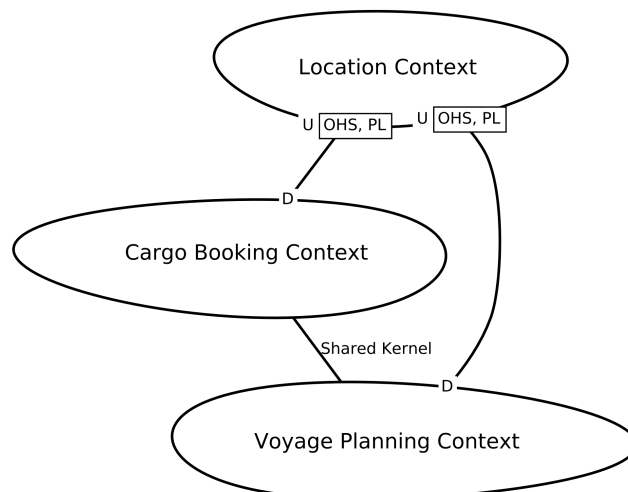 Location Context
U OHS, PL
U OHS, PL
D
Cargo Booking Context
Shared Kernel
D
Voyage Planning Context